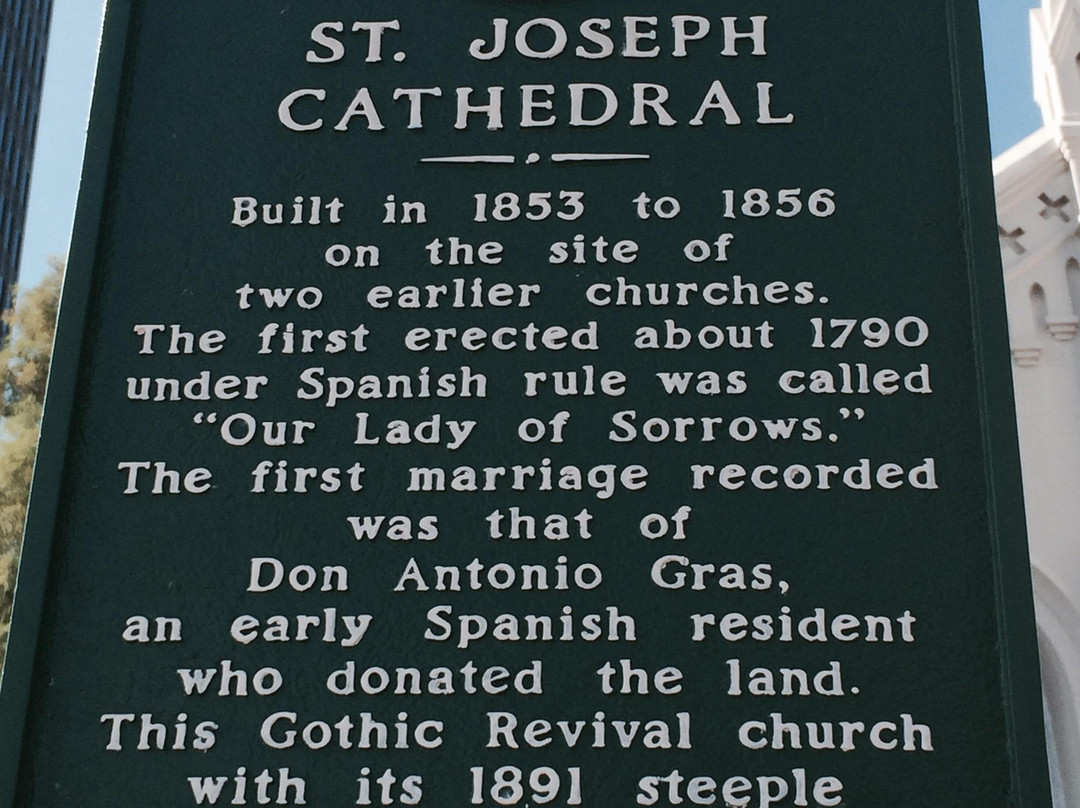 ST. JOSEPH
CATHEDRAL
Built in 1853 to 1856
on the site of
two earlier churches.
The first erected about 1790
under Spanish rule was called
“Our Lady of Sorrows.”
The first marriage recorded
was that of
Don Antonio Gras,
an early Spanish resident
who donated the land.
This Gothic Revival church
with its 1891 steeple